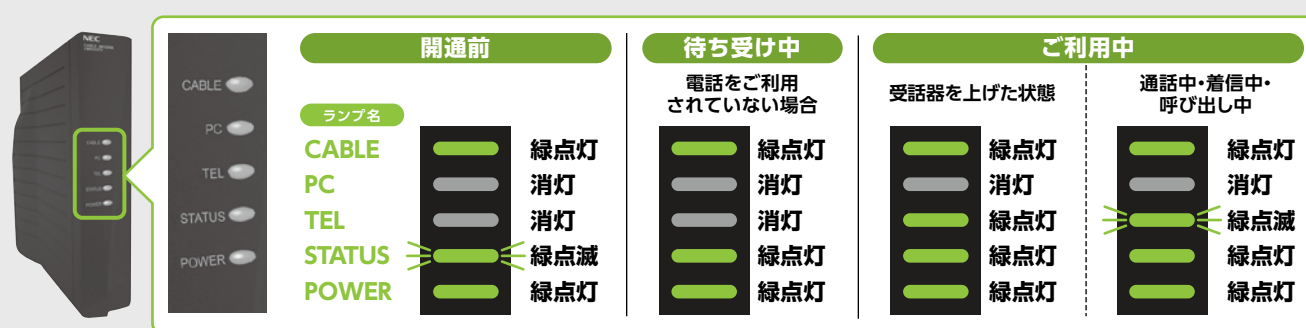 NEC
CABLE
PC
TEL
STATUS
POWER
CABLE
PC
TEL
STATUS
POWER
開通前
ランプ名
CABLE 緑点灯
PC 消灯
TEL 消灯
STATUS 緑点滅
POWER 緑点灯
待ち受け中
電話をご利用
されていない場合
緑点灯
消灯
消灯
緑点灯
緑点灯
ご利用中
受話器を上げた状態
緑点灯
消灯
緑点灯
緑点灯
緑点灯
通話中・着信中・
呼び出し中
緑点灯
消灯
緑点滅
緑点灯
緑点灯